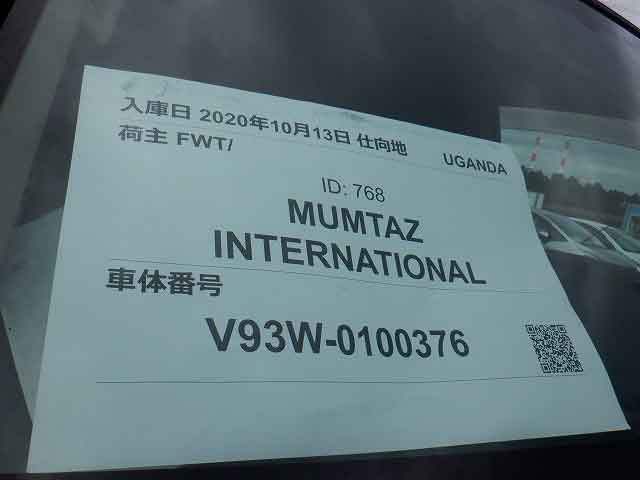 入庫日 2020年10月13日 仕向地 UGANDA
荷主 FWT/
ID: 768
MUMTAZ
INTERNATIONAL
車体番号
V93W-0100376